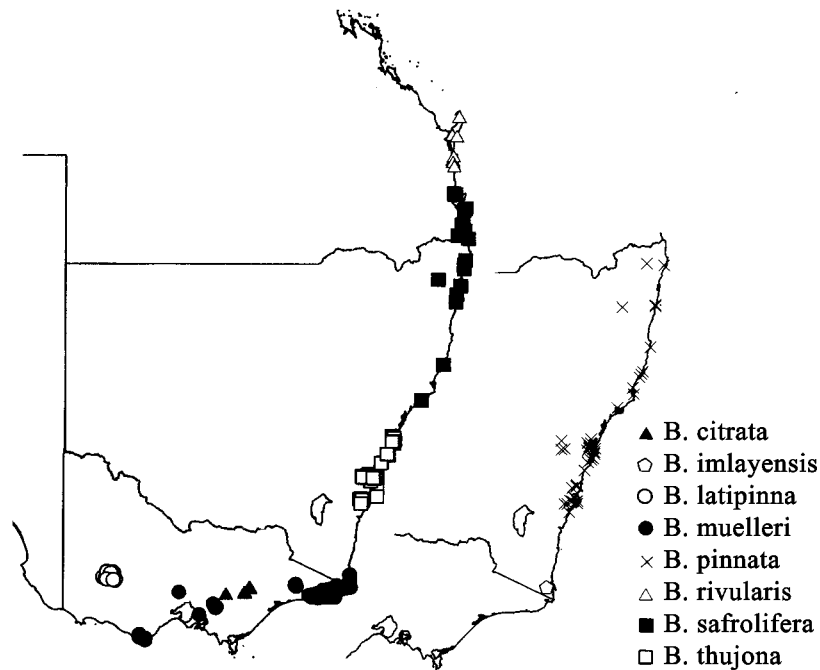 B. citrata
B. imlayensis
B. latipinna
B. muelleri
B. pinnata
B. rivularis
B. safrolifera
B. thujona